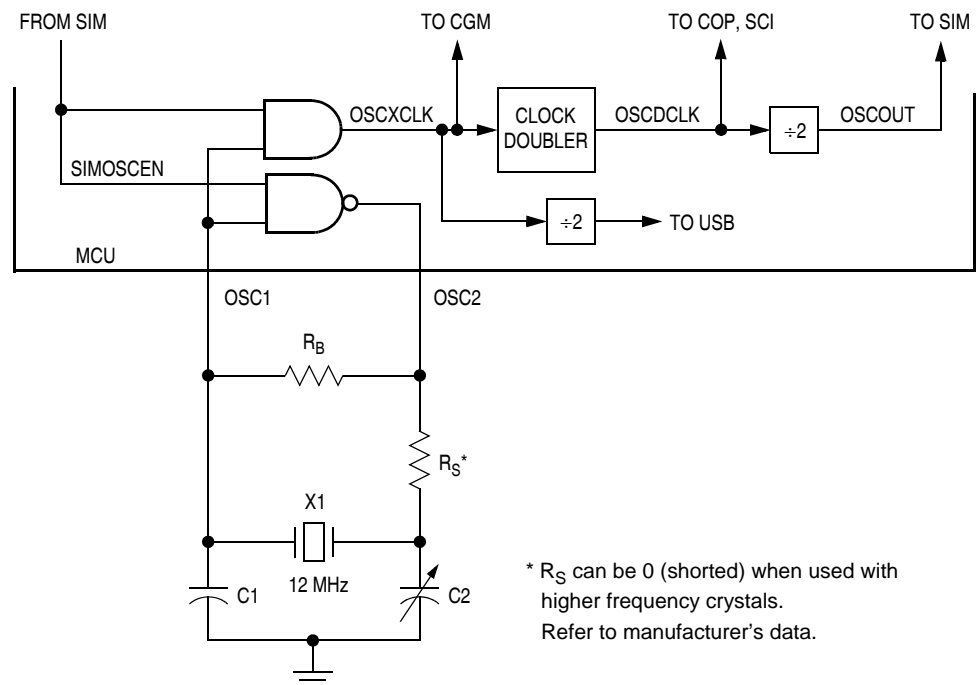 FROM SIM
TO CGM
TO COP, SCI
TO SIM
OSCXCLK
CLOCK
DOUBLER
OSCDCLK
÷2
OSCOUT
SIMOSCEN
÷2
TO USB
MCU
OSC1
OSC2
RB
RS*
X1
12 MHz
C1
C2
* RS can be 0 (shorted) when used with
higher frequency crystals.
Refer to manufacturer's data.